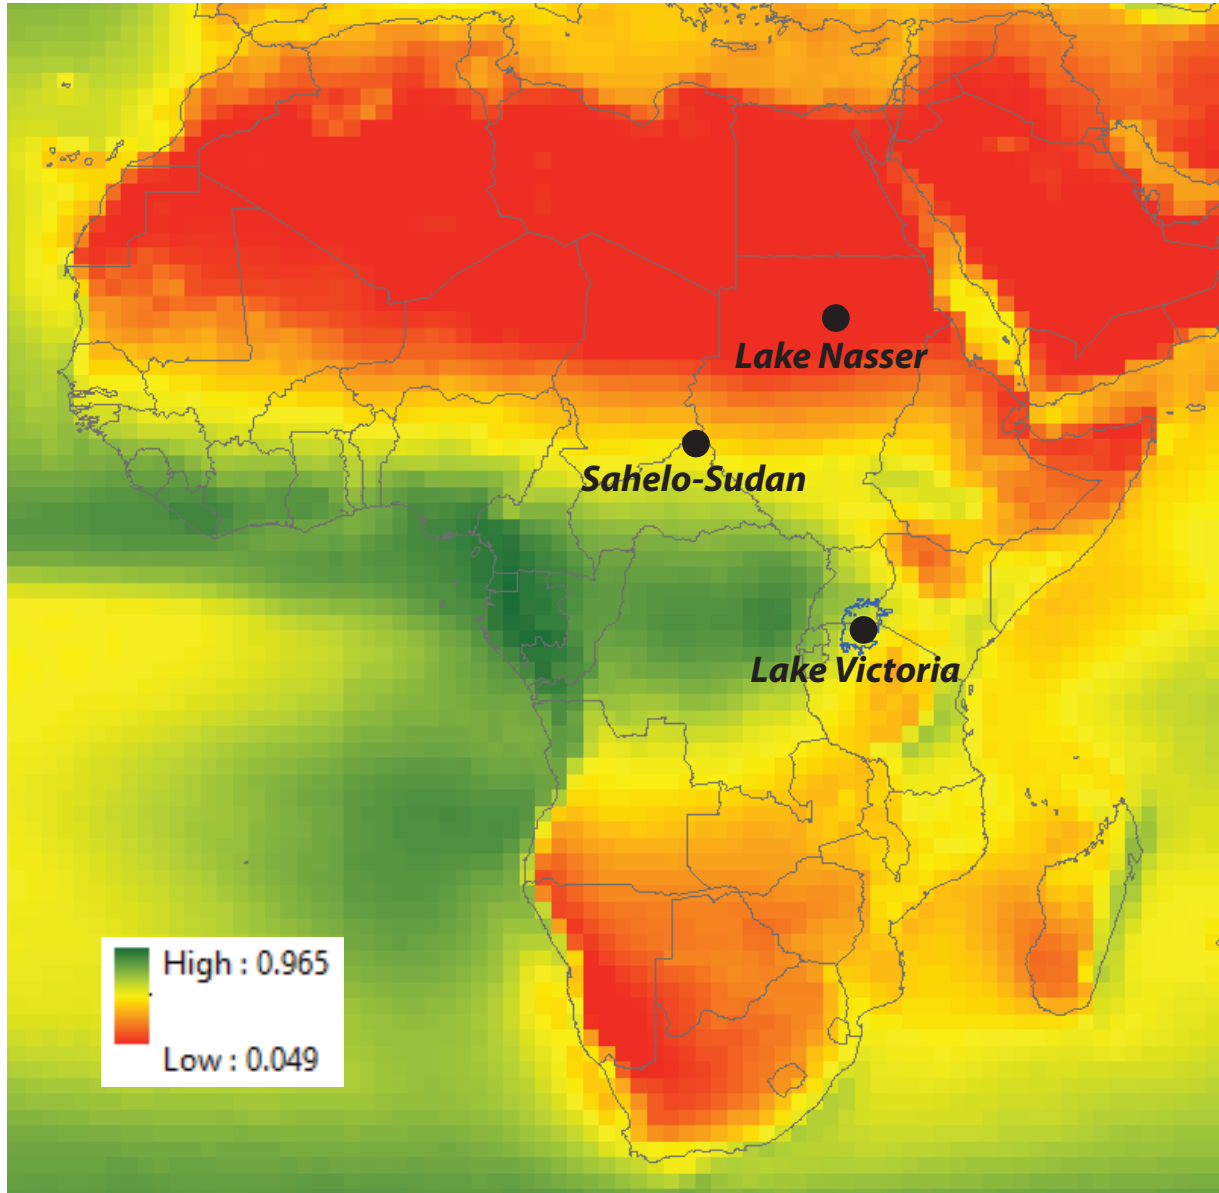 Lake Nasser
Sahelo-Sudan
Lake Victoria
High : 0.965
Low : 0.049